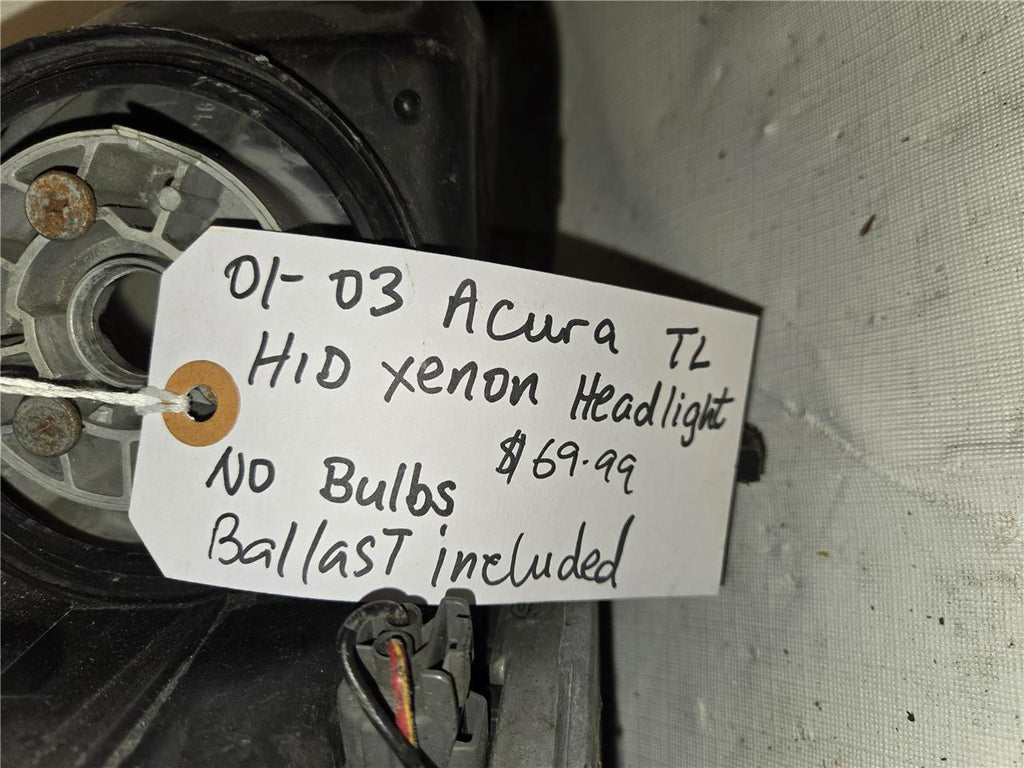 01-03 Acura TL
HID xenon Headlight
$69.99
NO Bulbs
Ballast included